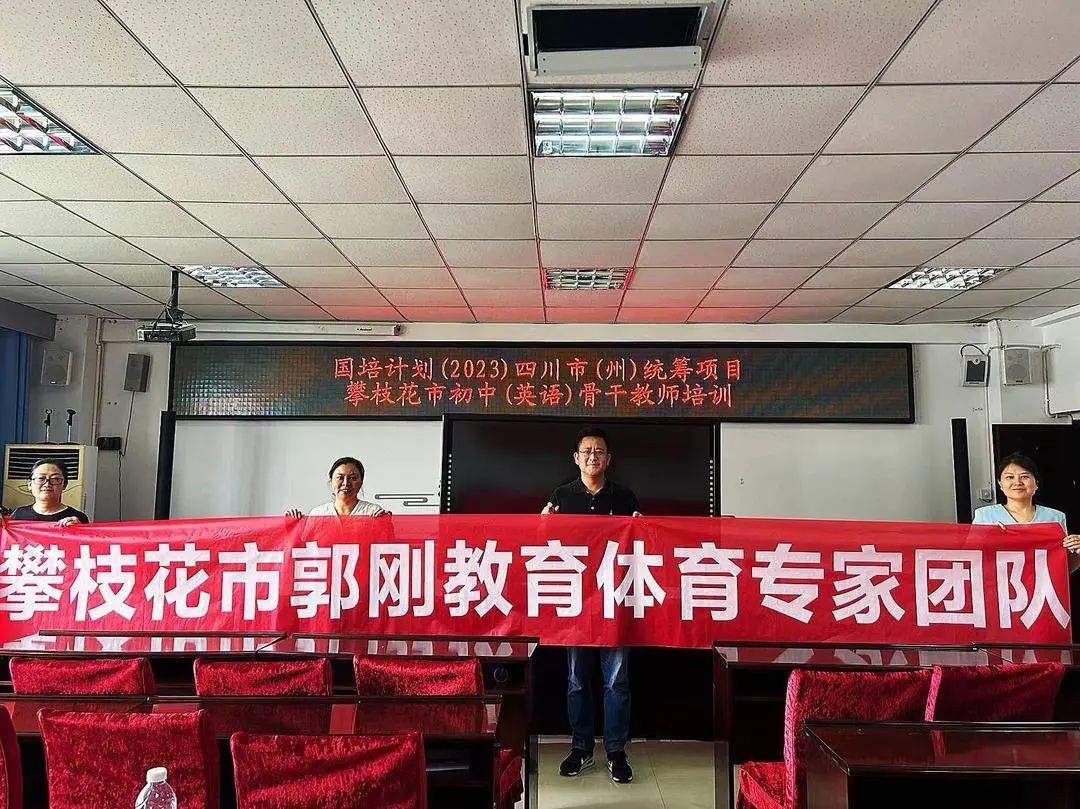 国培计划(2023)四川市(州)统筹项目
攀枝花市初中(英语)骨干教师培训
攀枝花市郭刚教育体育专家团队